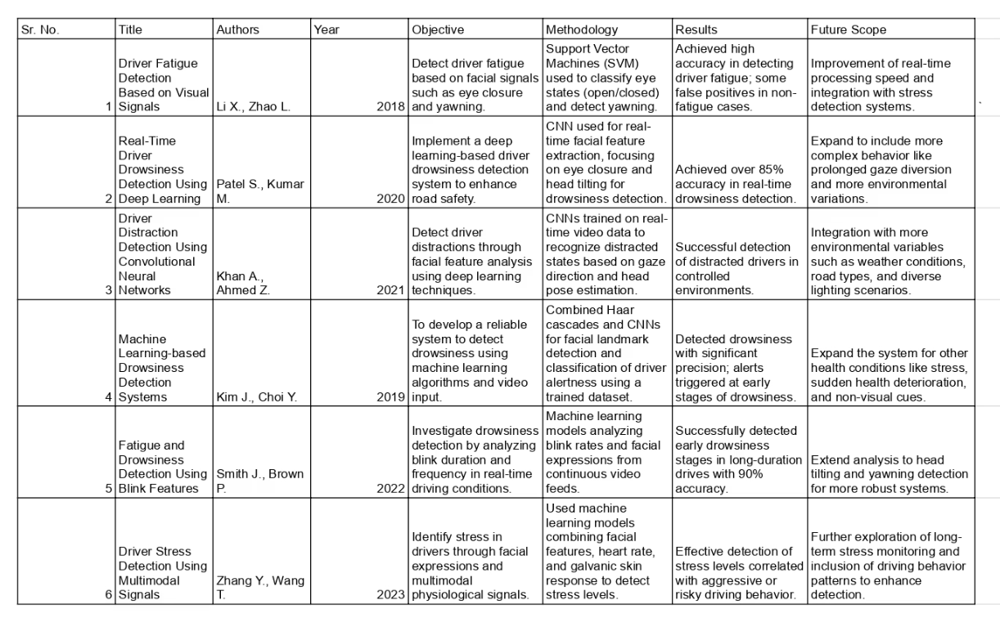 Sr. No. Title Authors Year Objective Methodology Results Future Scope
1
Driver Fatigue
Detection
Based on Visual
Signals
Li X., Zhao L.
2018
Detect driver fatigue
based on facial signals
such as eye closure
and yawning.
Support Vector
Machines (SVM)
used to classify eye
states (open/closed)
and detect yawning.
Achieved high
accuracy in detecting
driver fatigue; some
false positives in non-
fatigue cases.
Improvement of real-time
processing speed and
integration with stress
detection systems.
2
Real-Time
Driver
Drowsiness
Detection Using
Deep Learning
Patel S., Kumar
M.
2020
Implement a deep
learning-based driver
drowsiness detection
system to enhance
road safety.
CNN used for real-
time facial feature
extraction, focusing
on eye closure and
head tilting for
drowsiness detection.
Achieved over 85%
accuracy in real-time
drowsiness detection.
Expand to include more
complex behavior like
prolonged gaze diversion
and more environmental
variations.
3
Driver
Distraction
Detection Using
Convolutional
Neural
Networks
Khan A.,
Ahmed Z.
2021
Detect driver
distractions through
facial feature analysis
using deep learning
techniques.
CNNs trained on real-
time video data to
recognize distracted
states based on gaze
direction and head
pose estimation.
Successful detection
of distracted drivers in
controlled
environments.
Integration with more
environmental variables
such as weather conditions,
road types, and diverse
lighting scenarios.
4
Machine
Learning-based
Drowsiness
Detection
Systems
Kim J., Choi Y.
2019
To develop a reliable
system to detect
drowsiness using
machine learning
algorithms and video
input.
Combined Haar
cascades and CNNs
for facial landmark
detection and
classification of driver
alertness using a
trained dataset.
Detected drowsiness
with significant
precision; alerts
triggered at early
stages of drowsiness.
Expand the system for other
health conditions like stress,
sudden health deterioration,
and non-visual cues.
5
Fatigue and
Drowsiness
Detection Using
Blink Features
Smith J., Brown
P.
2022
Investigate drowsiness
detection by analyzing
blink duration and
frequency in real-time
driving conditions.
Machine learning
models analyzing
blink rates and facial
expressions from
continuous video
feeds.
Successfully detected
early drowsiness
stages in long-duration
drives with 90%
accuracy.
Extend analysis to head
tilting and yawning detection
for more robust systems.
6
Driver Stress
Detection Using
Multimodal
Signals
Zhang Y., Wang
T.
2023
Identify stress in
drivers through facial
expressions and
multimodal
physiological signals.
Used machine
learning models
combining facial
features, heart rate,
and galvanic skin
response to detect
stress levels.
Effective detection of
stress levels correlated
with aggressive or
risky driving behavior.
Further exploration of long-
term stress monitoring and
inclusion of driving behavior
patterns to enhance
detection.
`